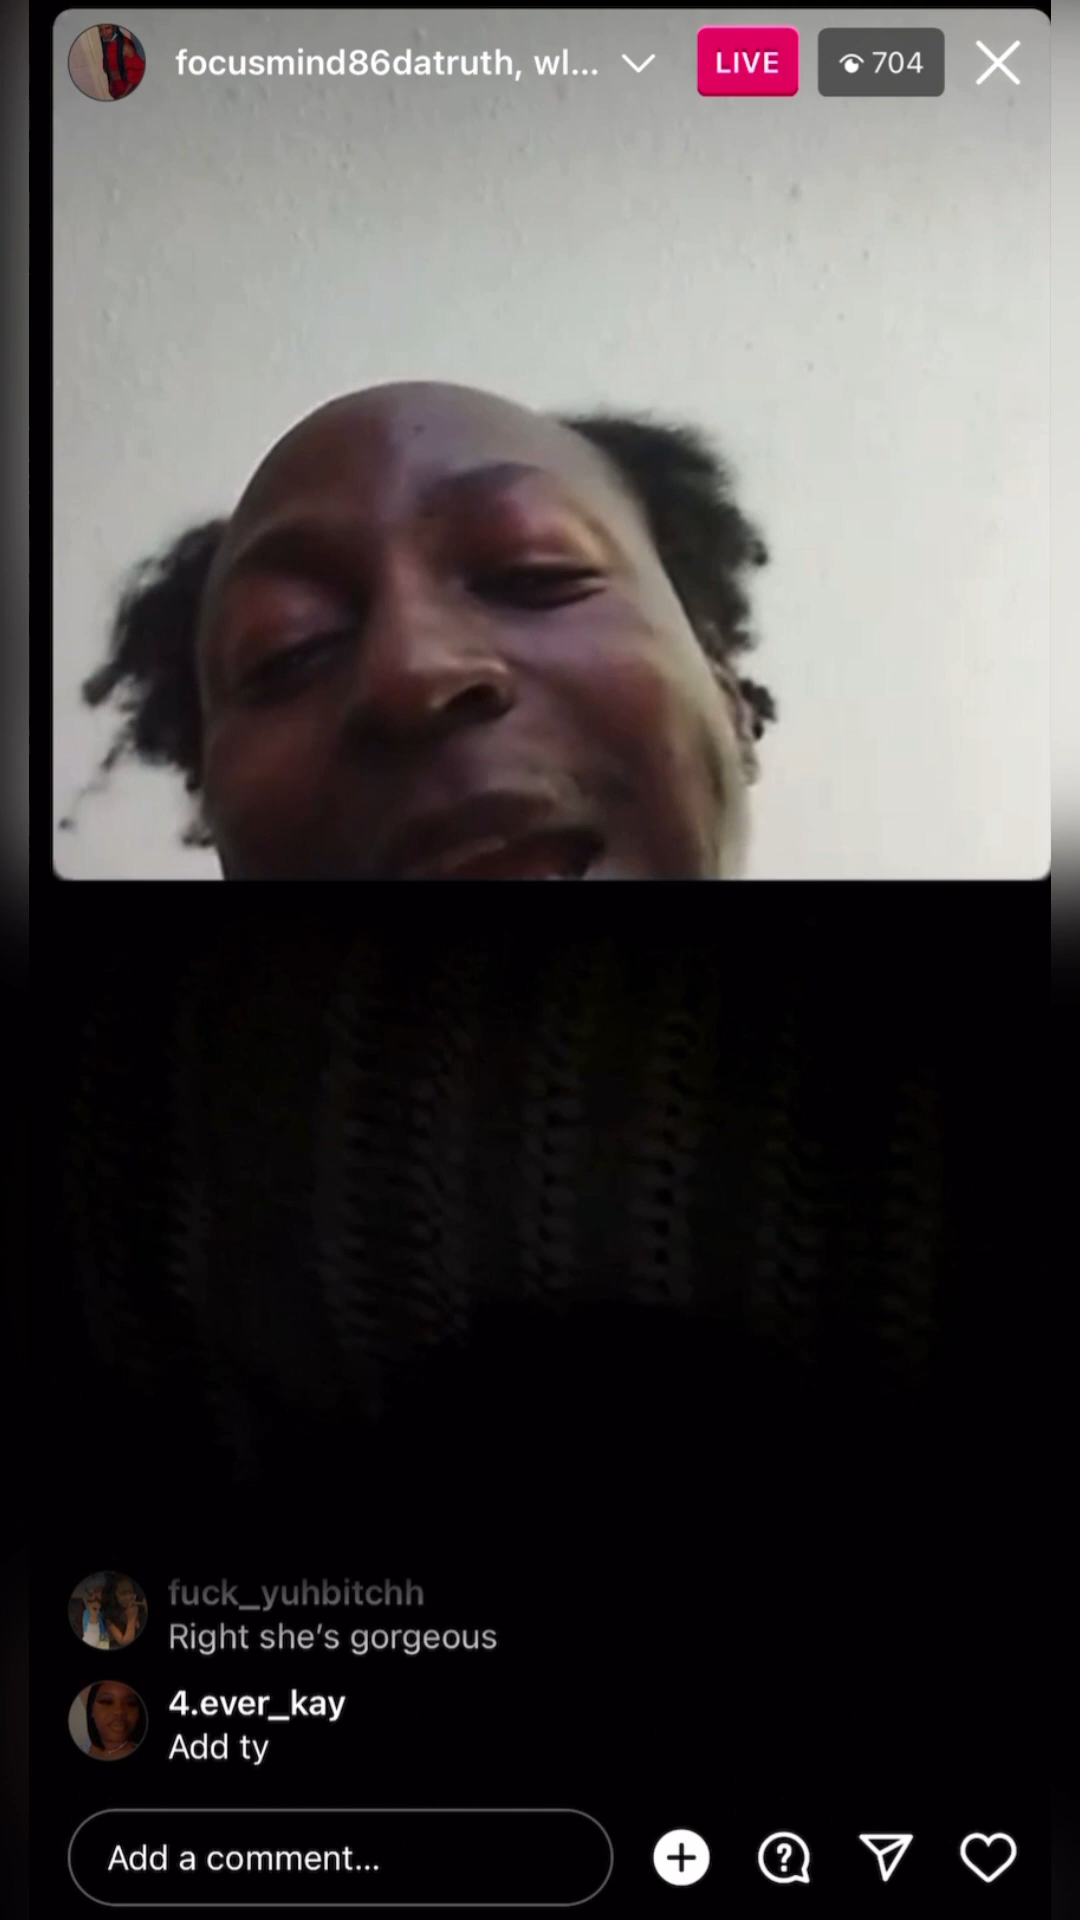 focusmind86datruth, wl...
LIVE
704
fuck_yuhbitchh
Right she's gorgeous
4.ever_kay
Add ty
Add a comment...